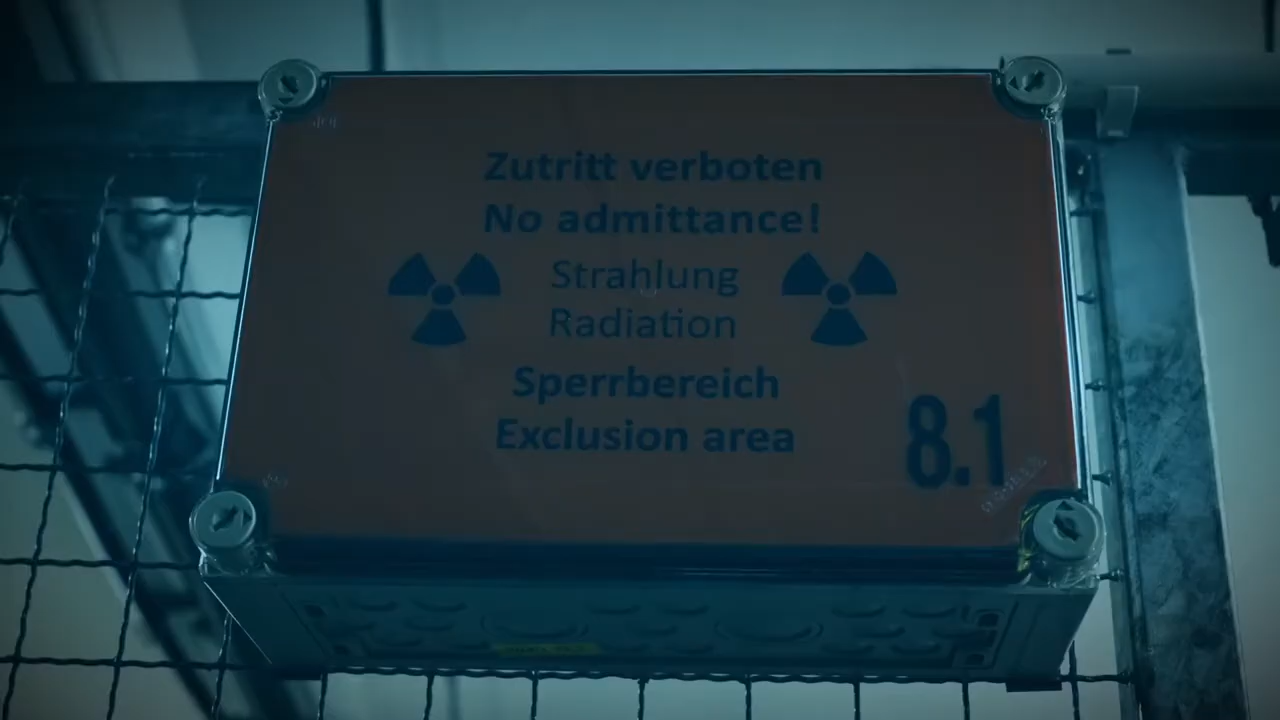 Zutritt verboten
No admittance!
Strahlung
Radiation
Sperrbereich
Exclusion area
8.1